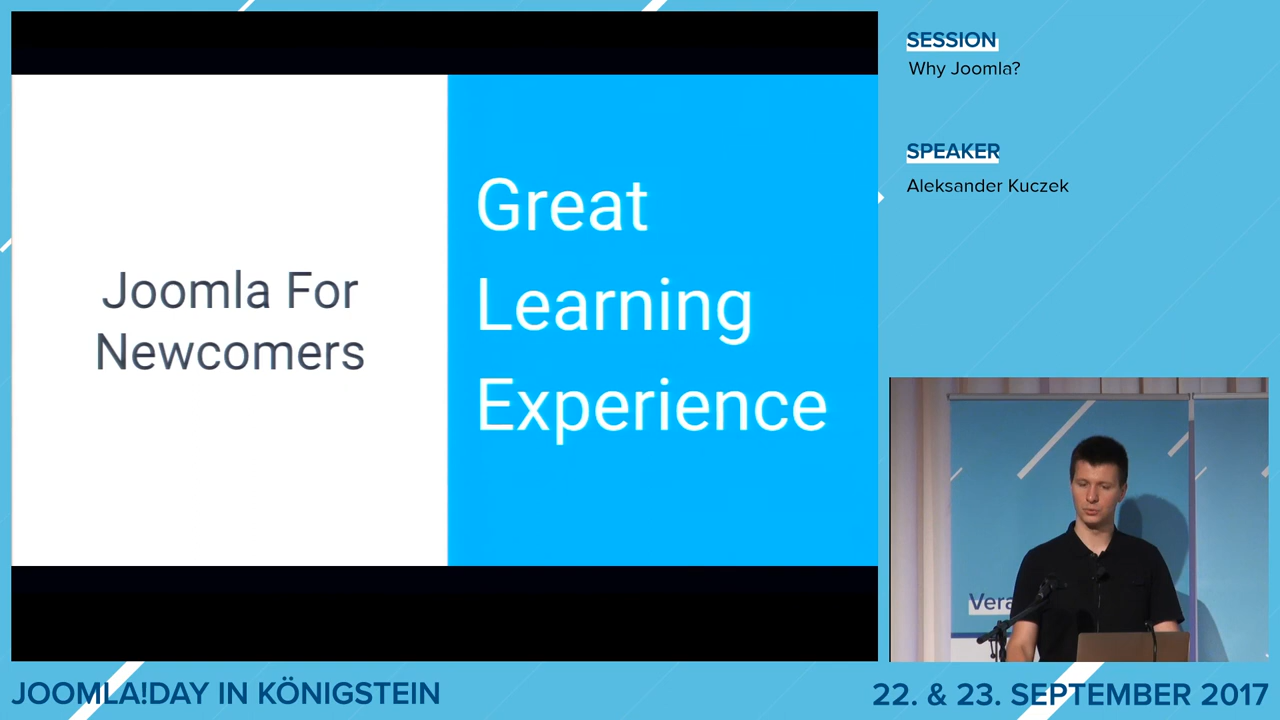 Joomla For
Newcomers
Great
Learning
Experience
SESSION
Why Joomla?
SPEAKER
Aleksander Kuczek
Vera
JOOMLA!DAY IN KÖNIGSTEIN
22. & 23. SEPTEMBER 2017